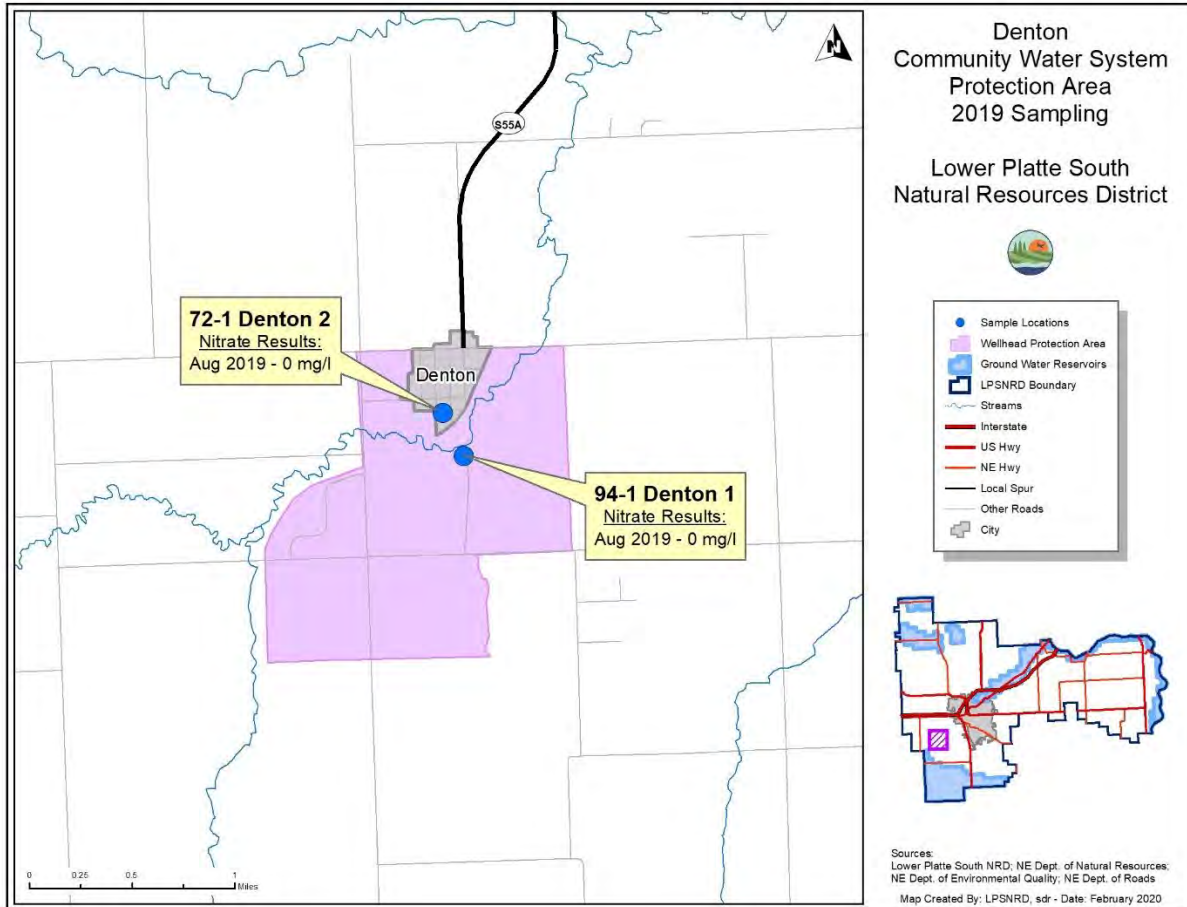 Denton
Community Water System
Protection Area
2019 Sampling
Lower Platte South
Natural Resources District
N
S55A
72-1 Denton 2
Nitrate Results:
Aug 2019 - 0 mg/l
Denton
94-1 Denton 1
Nitrate Results:
Aug 2019 - 0 mg/l
Sample Locations
Wellhead Protection Area
Ground Water Reservoirs
LPSNRD Boundary
Streams
Interstate
US Hwy
NE Hwy
Local Spur
Other Roads
City
0 0.25 0.5 1
Miles
Sources:
Lower Platte South NRD; NE Dept. of Natural Resources;
NE Dept. of Environmental Quality; NE Dept. of Roads
Map Created By: LPSNRD, sdr - Date: February 2020